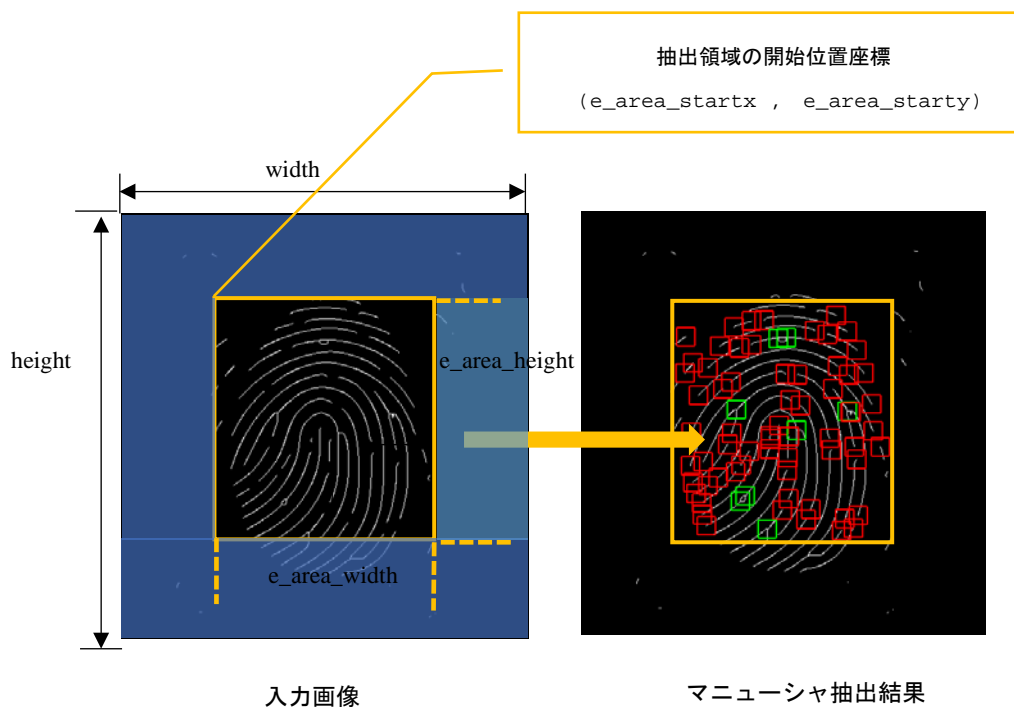 抽出領域の開始位置座標
(e_area_startx , e_area_starty)
width
height
e_area_height
e_area_width
入力画像
マニューシャ抽出結果